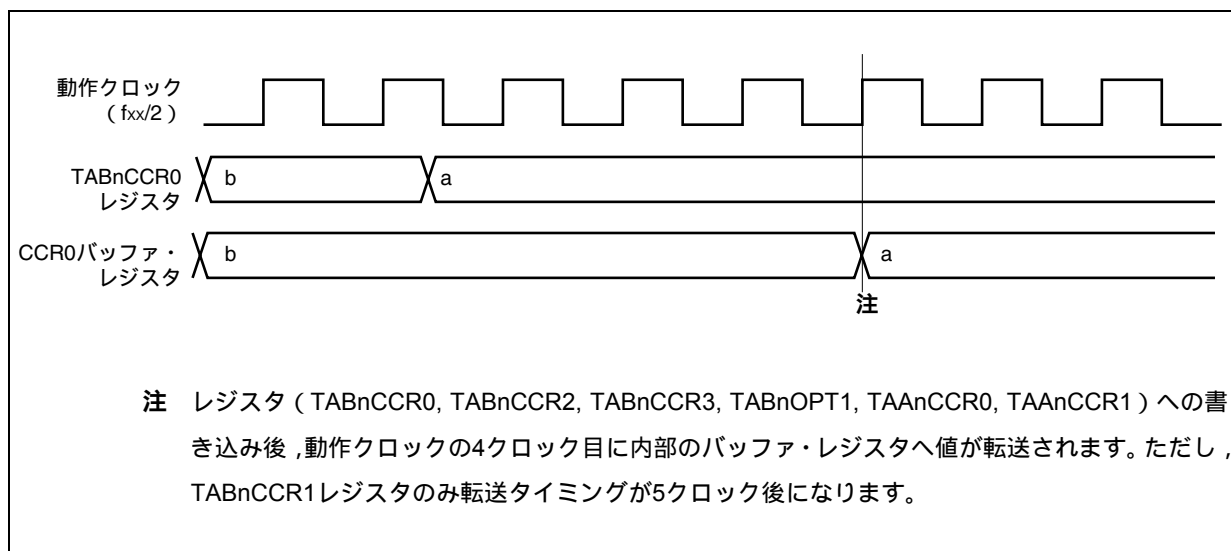 動作クロック
（fxx/2）
TABnCCR0
レジスタ
b
a
CCR0バッファ・
レジスタ
b
a
注
注 レジスタ（TABnCCR0, TABnCCR2, TABnCCR3, TABnOPT1, TAAnCCR0, TAAnCCR1）への書
き込み後，動作クロックの4クロック目に内部のバッファ・レジスタへ値が転送されます。ただし，
TABnCCR1レジスタのみ転送タイミングが5クロック後になります。